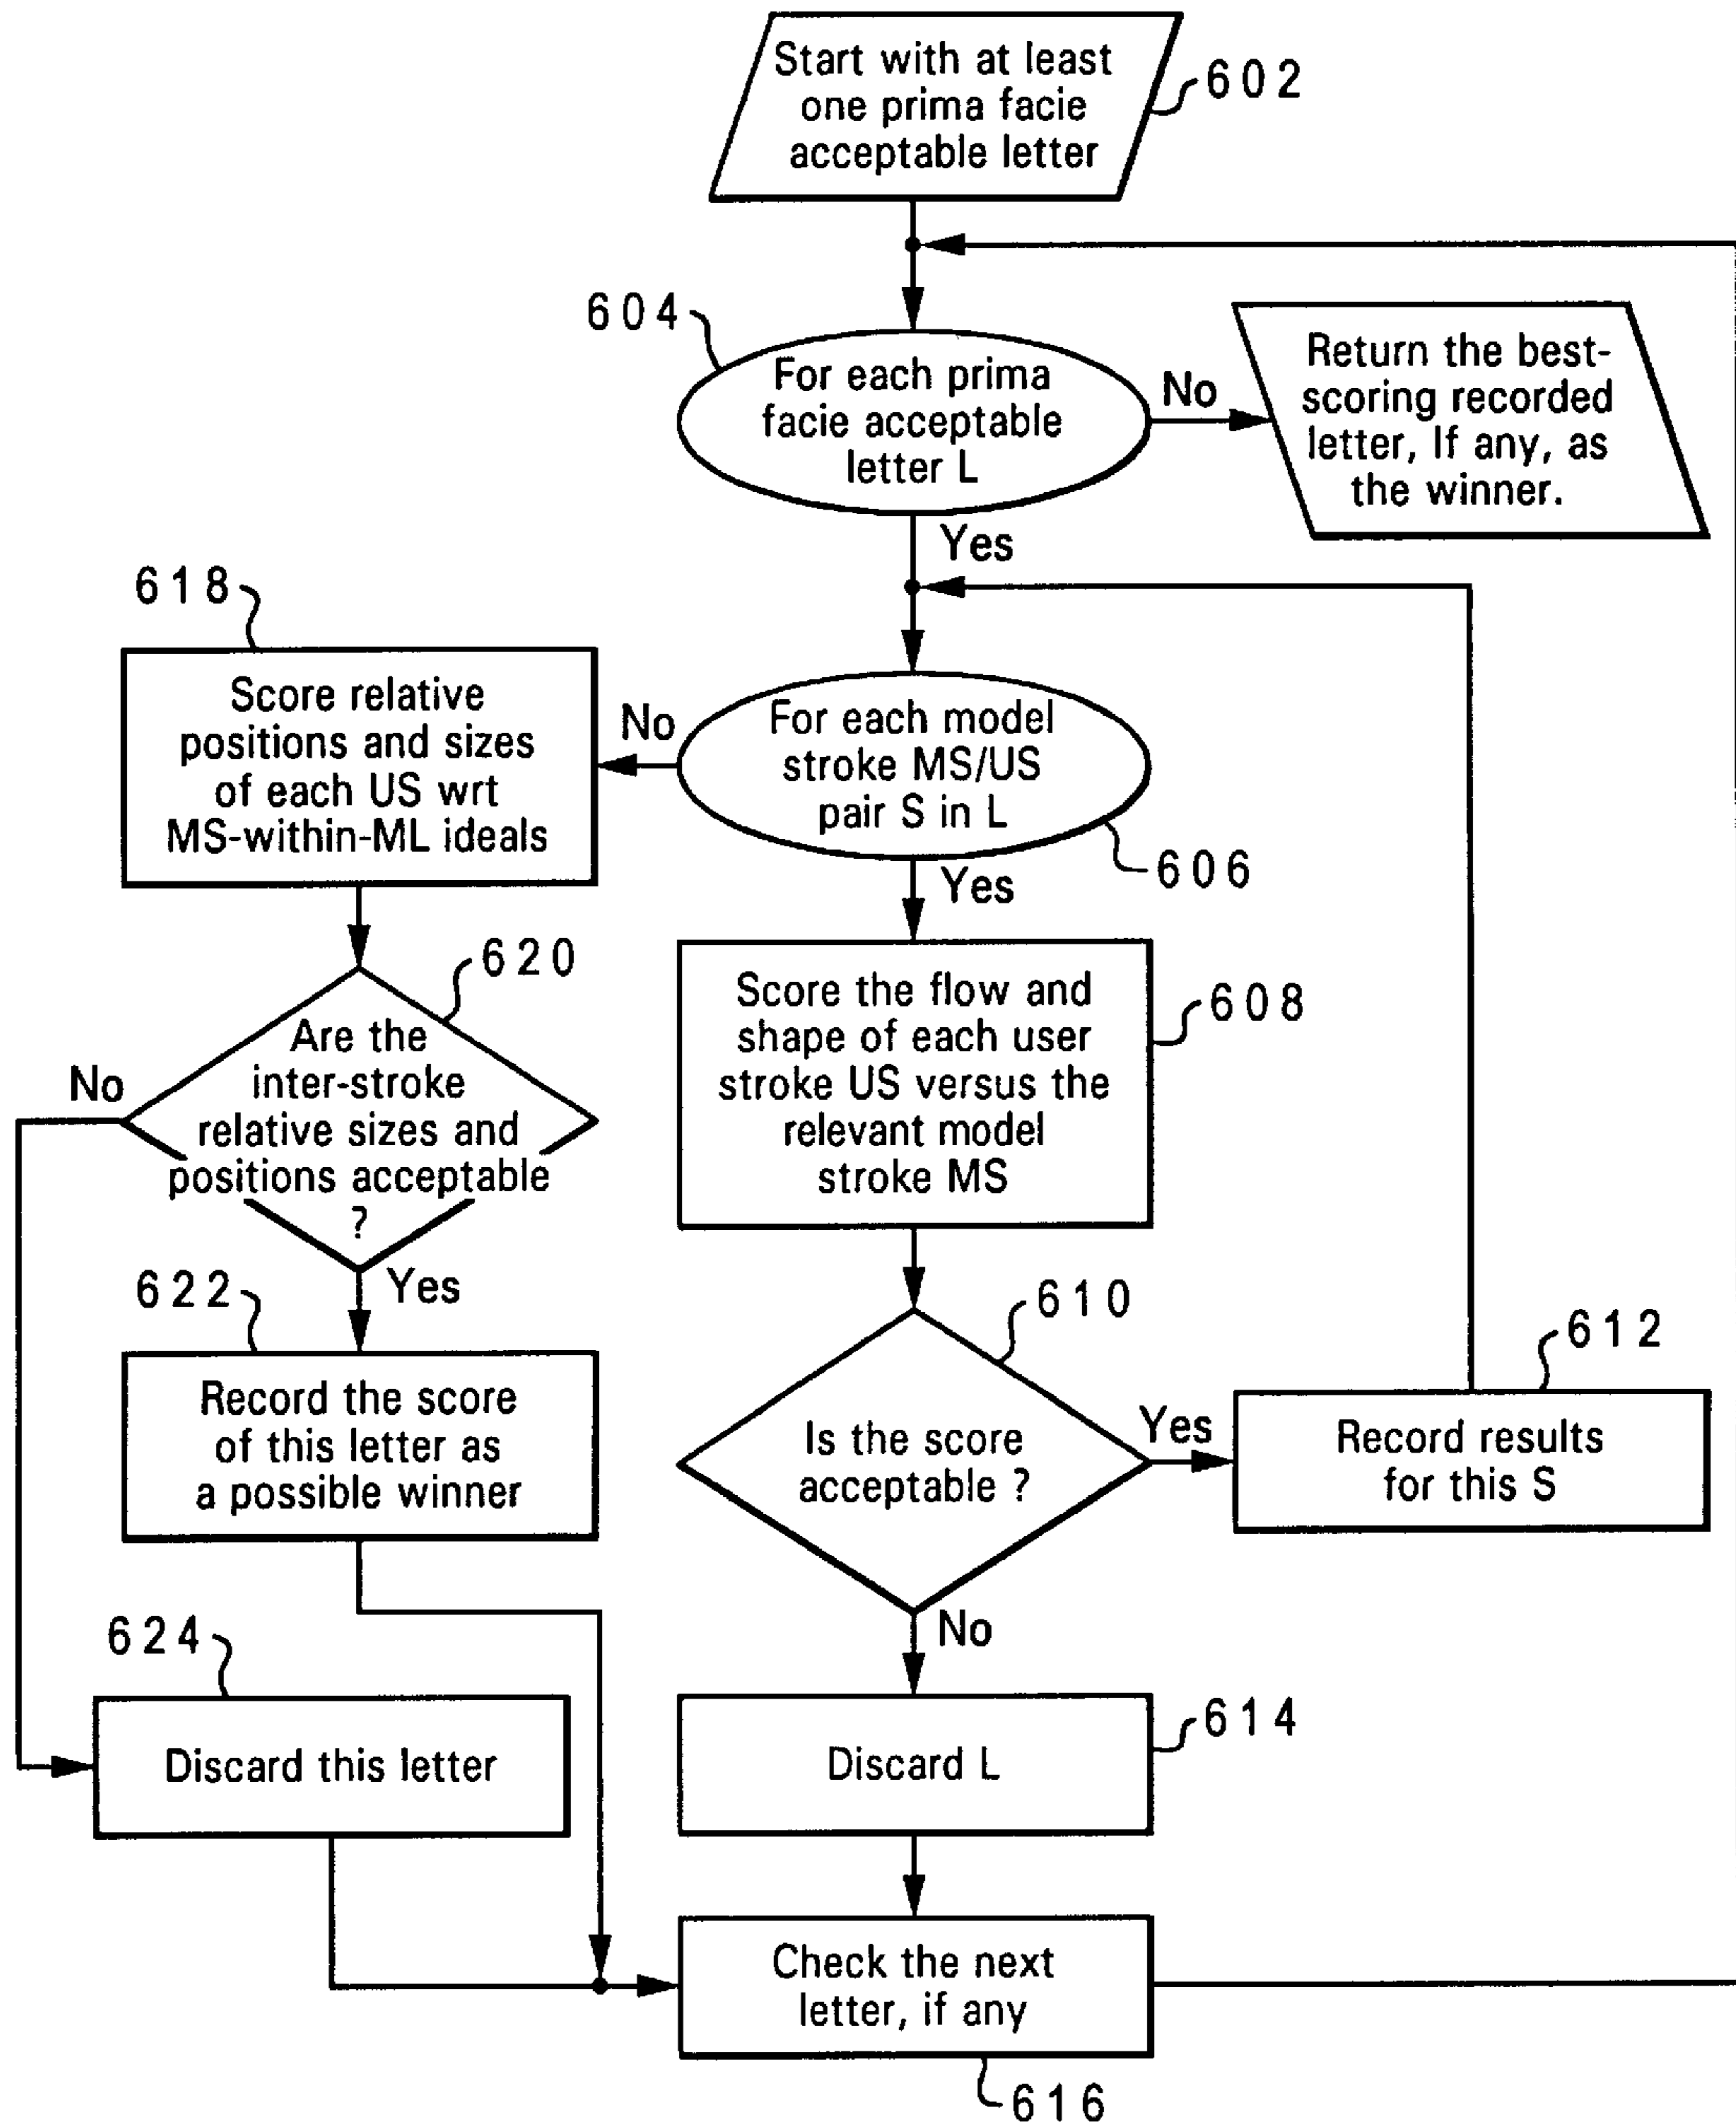 Start with at least
one prima facie
acceptable letter
602
604
For each prima
facie acceptable
letter L
No
Return the best-
scoring recorded
letter, If any, as
the winner.
Yes
618
Score relative
positions and sizes
of each US wrt
MS-within-ML ideals
No
For each model
stroke MS/US
pair S in L
606
Yes
620
Are the
inter-stroke
relative sizes and
positions acceptable
?
No
Score the flow and
shape of each user
stroke US versus the
relevant model
stroke MS
608
Yes
622
Record the score
of this letter as
a possible winner
610
Is the score
acceptable ?
Yes
612
Record results
for this S
No
624
Discard this letter
Discard L
614
Check the next
letter, if any
616